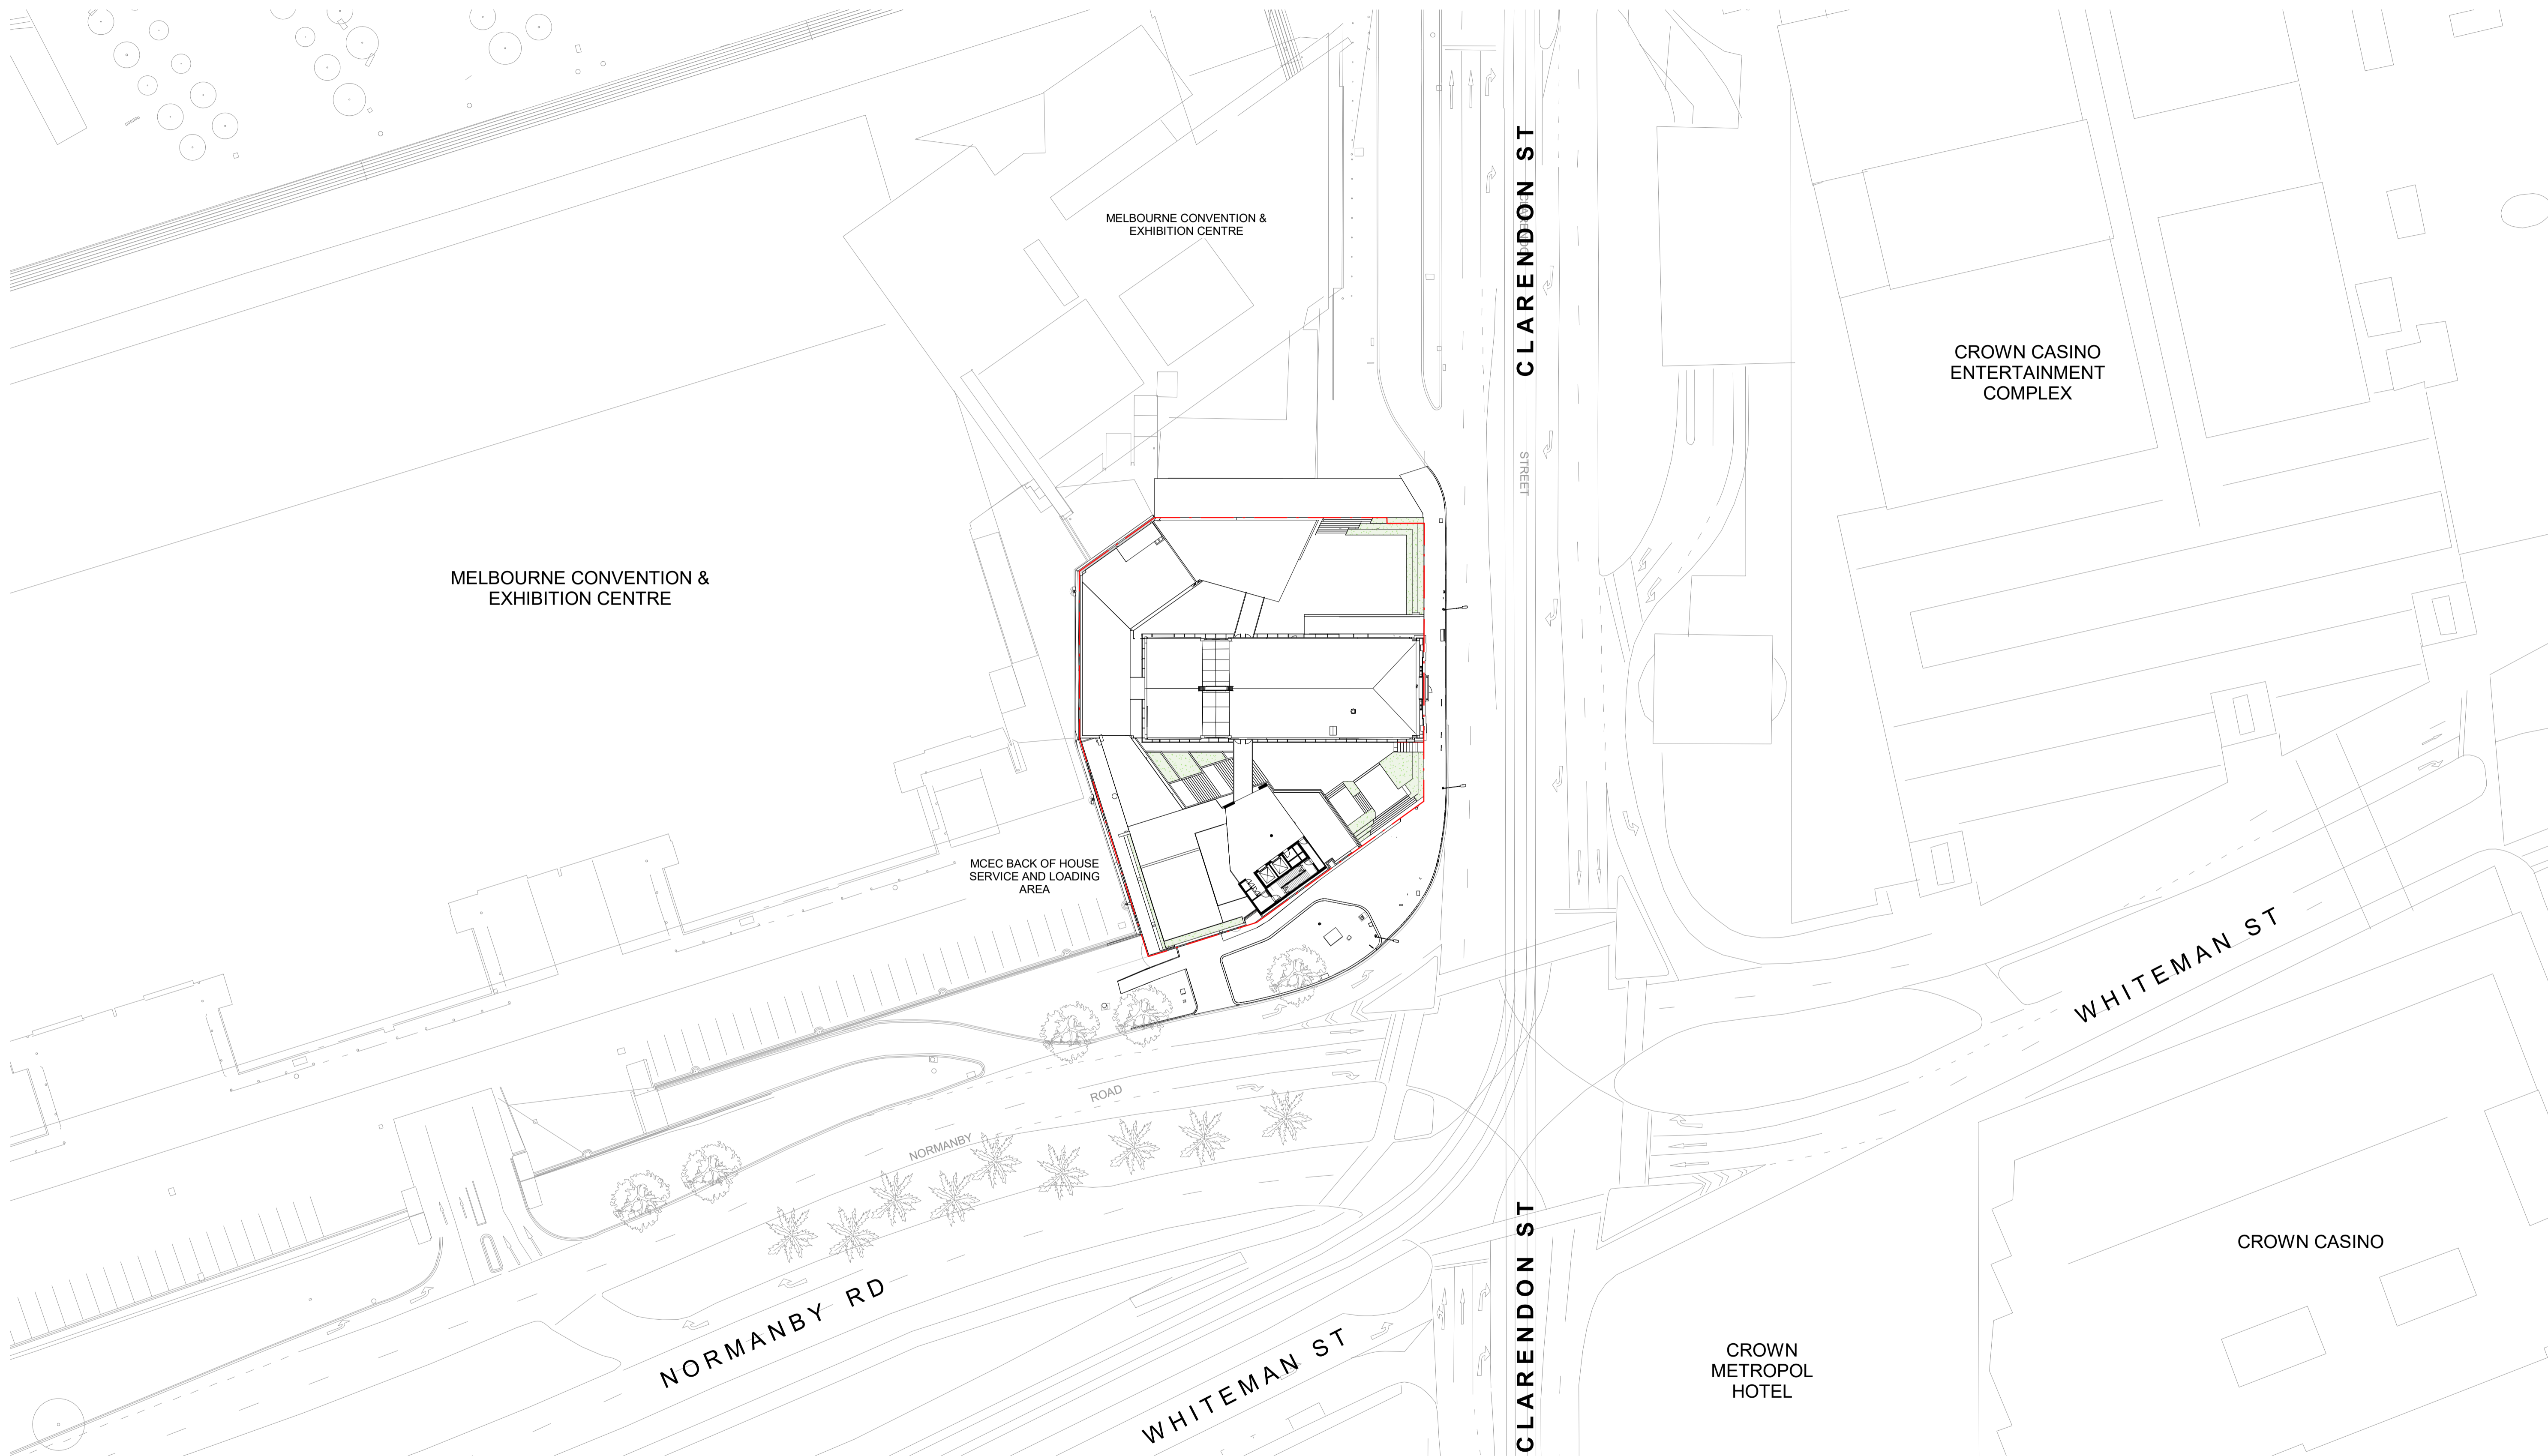 CLARENDON ST
CLARENDON
STREET
MELBOURNE CONVENTION &
EXHIBITION CENTRE
CROWN CASINO
ENTERTAINMENT
COMPLEX
MELBOURNE CONVENTION &
EXHIBITION CENTRE
MCEC BACK OF HOUSE
SERVICE AND LOADING
AREA
WHITEMAN ST
ROAD
NORMANBY
CROWN CASINO
NORMANBY RD
WHITEMAN ST
CLARENDON ST
CROWN
METROPOL
HOTEL